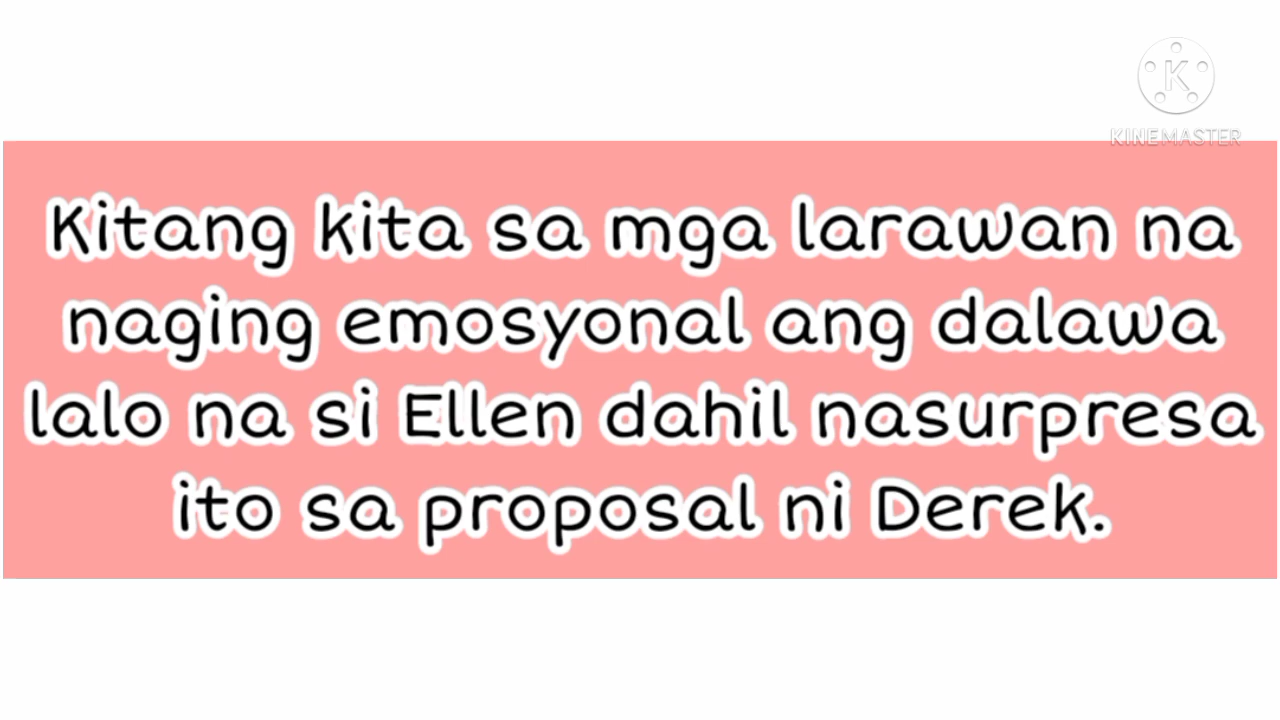 KINEMASTER
Kitang kita sa mga larawan na
naging emosyonal ang dalawa
lalo na si Ellen dahil nasurpresa
ito sa proposal ni Derek.